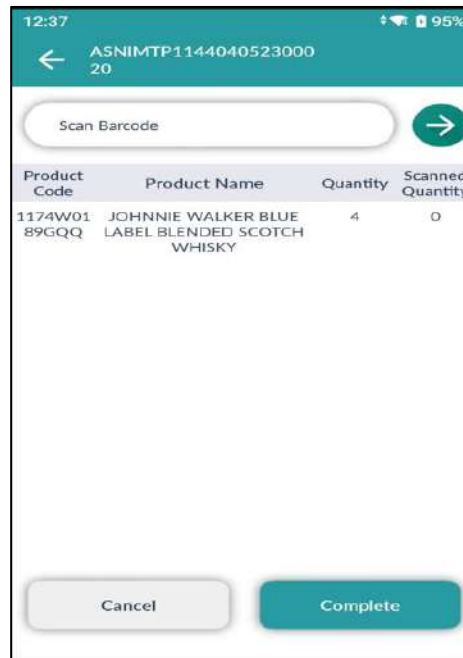 12:37 95%
ASNIMTP1144040523000
20
Scan Barcode
Product Code Product Name Quantity Scanned Quantity
1174W01 JOHNNIE WALKER BLUE 4 0
89GQQ LABEL BLENDED SCOTCH
WHISKY
Cancel Complete